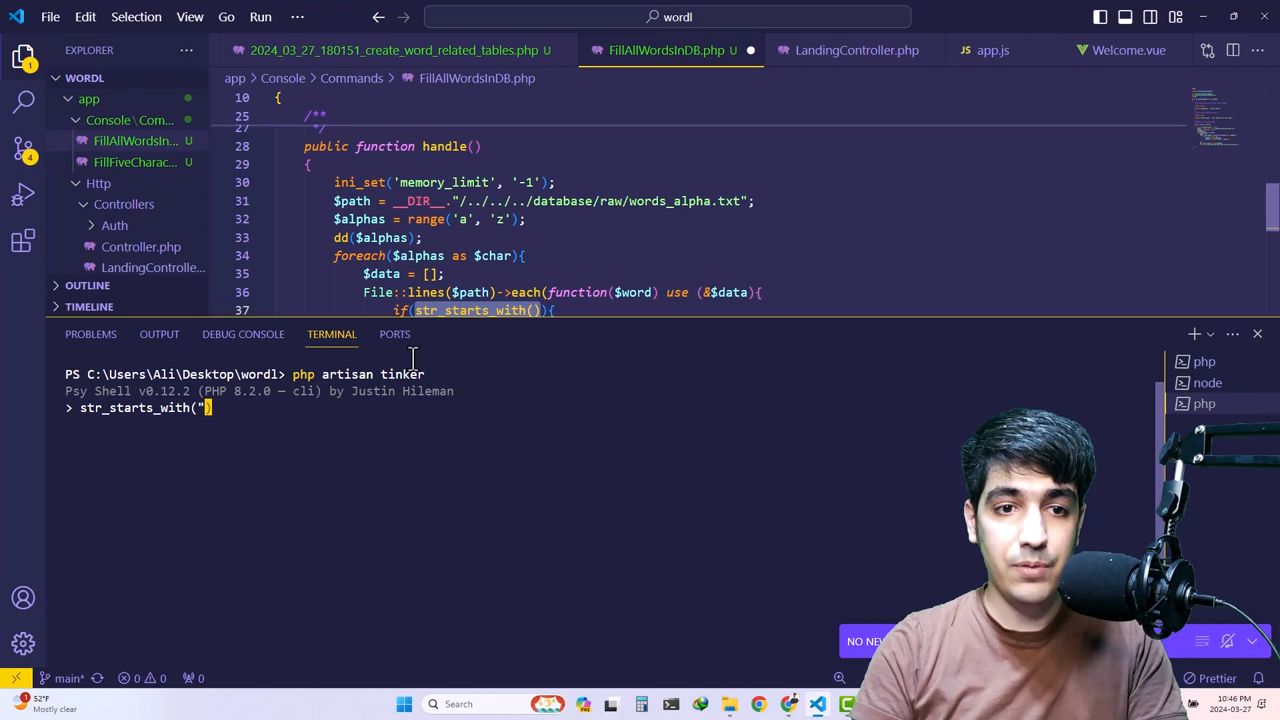 File Edit Selection View Go Run ···
wordl
EXPLORER ···
2024_03_27_180151_create_word_related_tables.php U
FillAllWordsInDB.php U
LandingController.php
JS app.js
Welcome.vue
···
WORDL
app > Console > Commands > FillAllWordsInDB.php
app
10 {
Console\Com...
25 /**
27 */
FillAllWordsIn... U
28 public function handle()
FillFiveCharac... U
29 {
Http
30 ini_set('memory_limit', '-1');
Controllers
31 $path = __DIR__."/../../../database/raw/words_alpha.txt";
Auth
32 $alphas = range('a', 'z');
Controller.php
33 dd($alphas);
LandingControlle...
34 foreach($alphas as $char){
OUTLINE
35 $data = [];
TIMELINE
36 File::lines($path)->each(function($word) use (&$data){
37 if(str_starts_with()){
PROBLEMS OUTPUT DEBUG CONSOLE TERMINAL PORTS
PS C:\Users\Ali\Desktop\wordl> php artisan tinker
Psy Shell v0.12.2 (PHP 8.2.0 — cli) by Justin Hileman
> str_starts_with(")
php
node
php
1
4
NO NE
main* 0 0 0
Prettier
52°F
Mostly clear
Search
10:46 PM
2024-03-27